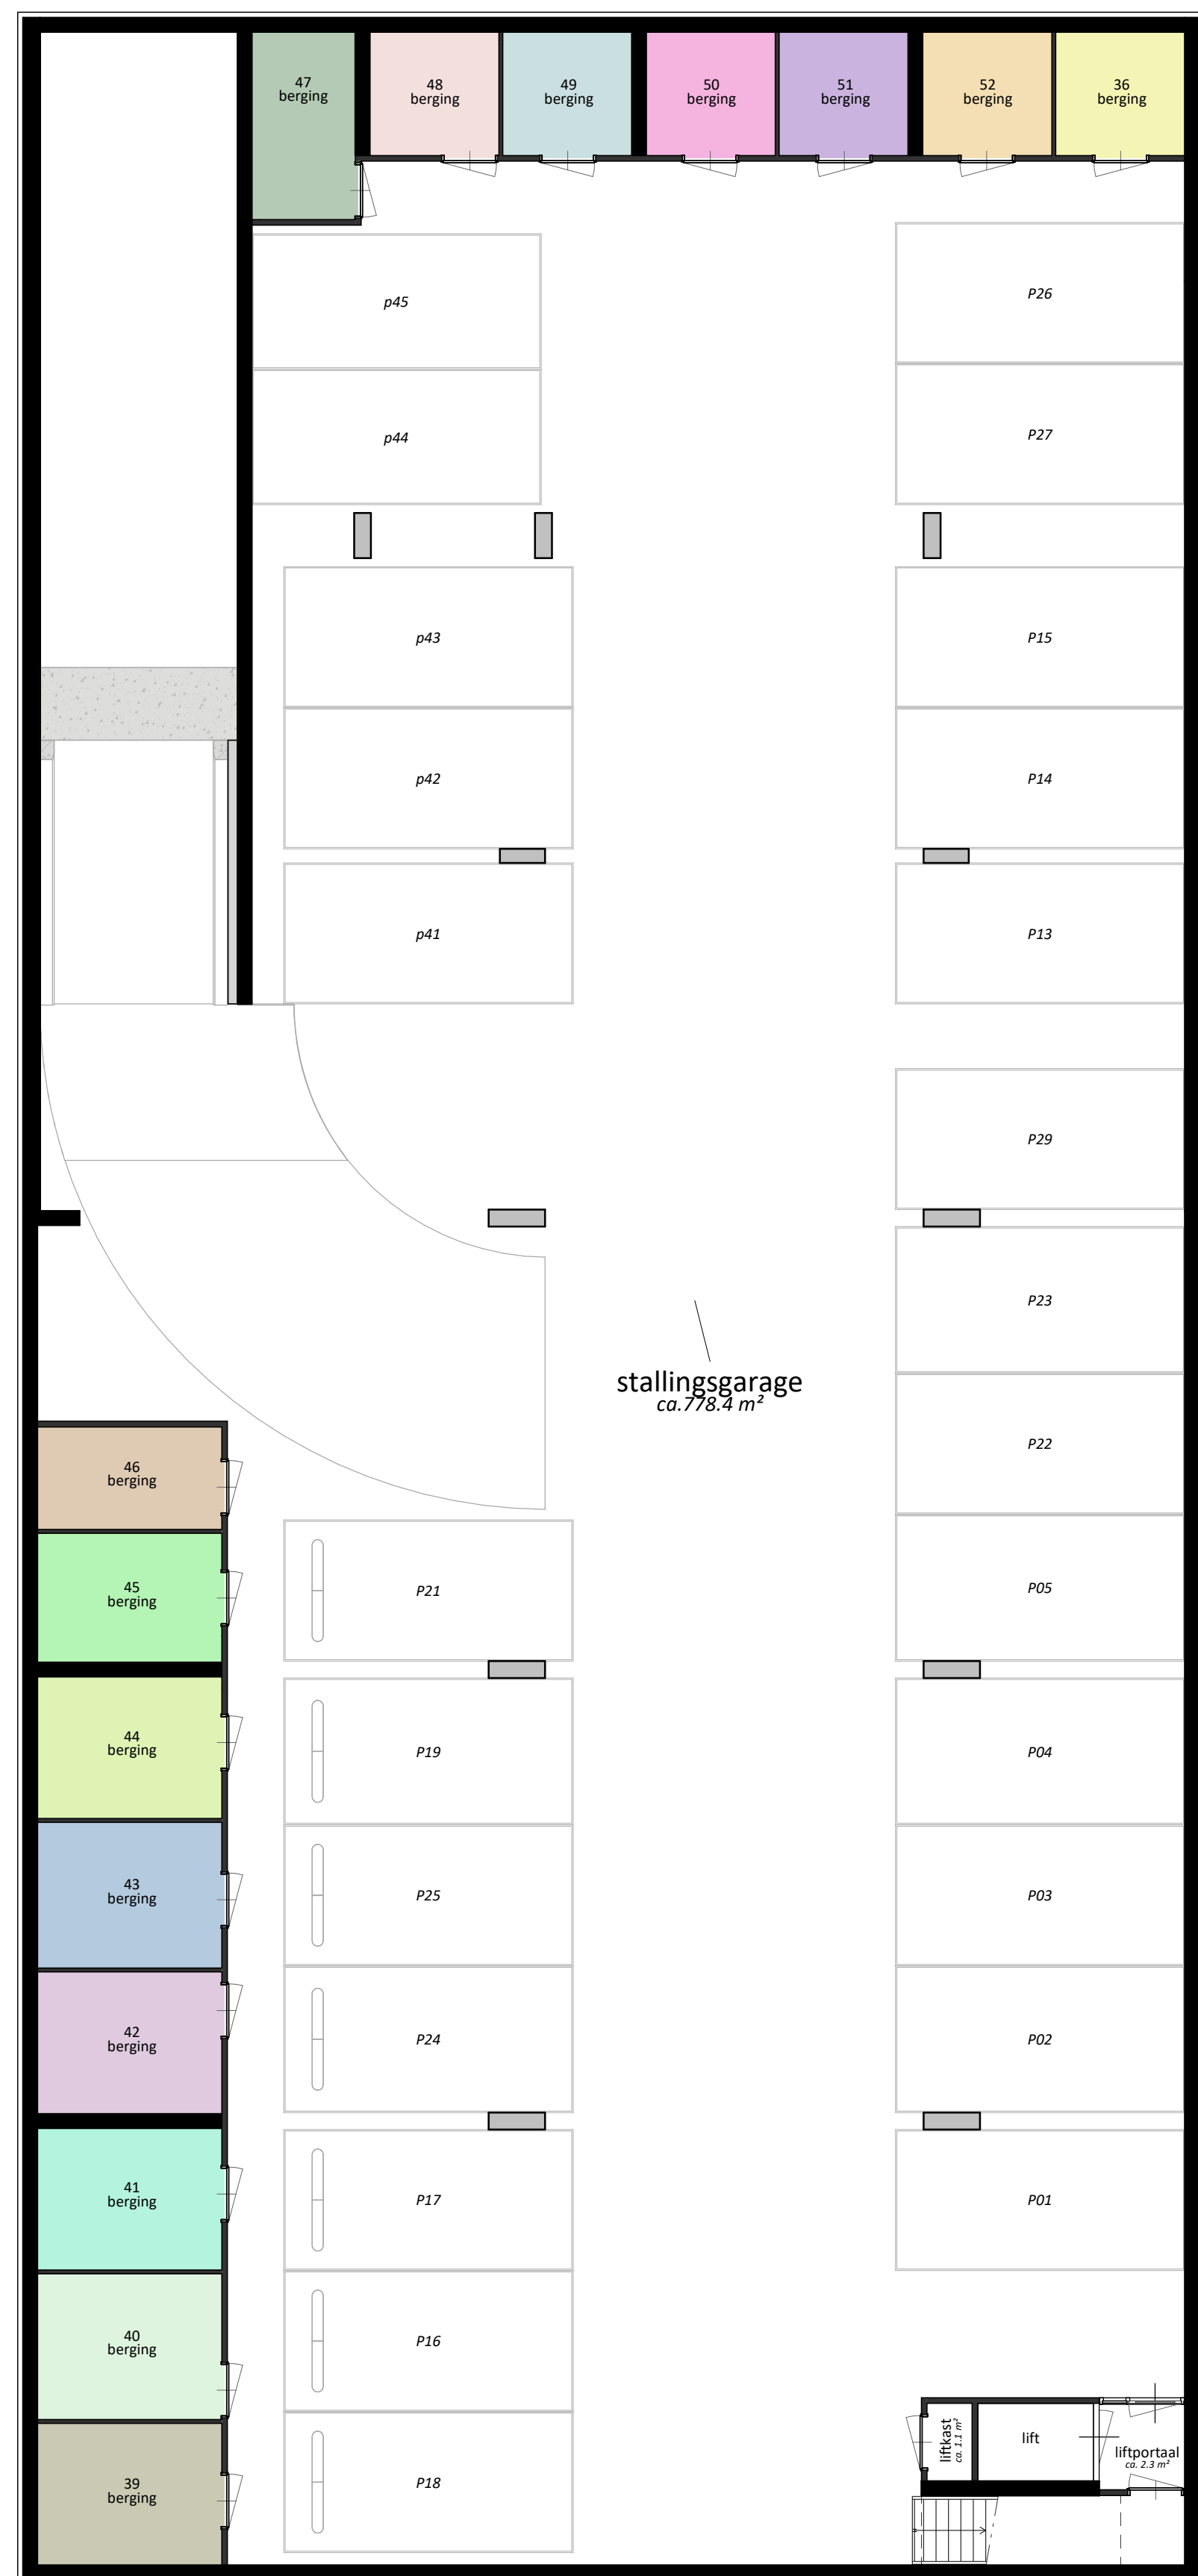 47
berging
48
berging
49
berging
50
berging
51
berging
52
berging
36
berging
p45
P26
p44
P27
p43
P15
p42
P14
p41
P13
P29
P23
stallingsgarage
ca.778.4 m²
P22
46
berging
45
berging
P21
P05
44
berging
P19
P04
43
berging
P25
P03
42
berging
P24
P02
41
berging
P17
P01
40
berging
P16
39
berging
P18
liftkast
ca. 1.1 m²
lift
liftportaal
ca. 2.3 m²